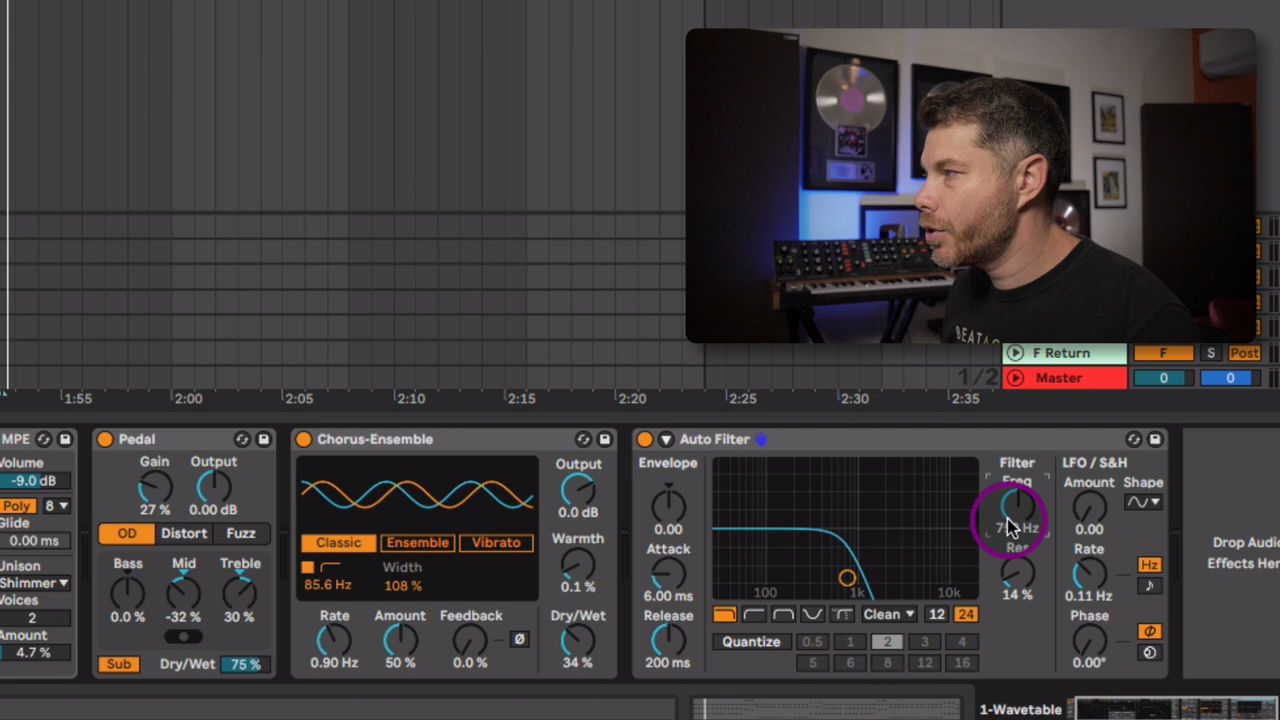 BEATAC
F Return
F
S
Post
1/2
Master
0
0
1:55
2:00
2:05
2:10
2:15
2:20
2:25
2:30
2:35
MPE
Volume
-9.0 dB
Poly
8
Glide
0.00 ms
Unison
Shimmer
Voices
2
Amount
4.7 %
Pedal
Gain
Output
27 %
0.00 dB
OD
Distort
Fuzz
Bass
Mid
Treble
0.0 %
-32 %
30 %
Sub
Dry/Wet
75 %
Chorus-Ensemble
Classic
Ensemble
Vibrato
85.6 Hz
Width
108 %
Output
0.0 dB
Warmth
0.1 %
Rate
Amount
Feedback
Dry/Wet
0.90 Hz
50 %
0.0 %
Ø
34 %
Auto Filter
Envelope
0.00
Attack
6.00 ms
Release
200 ms
100
1k
10k
Clean
12
24
Quantize
0.5
1
2
3
4
5
6
8
12
16
Filter
Freq
Hz
Res
14 %
LFO / S&H
Amount
Shape
0.00
Rate
Hz
0.11 Hz
Phase
0.00°
Drop Audio
Effects Her
1-Wavetable